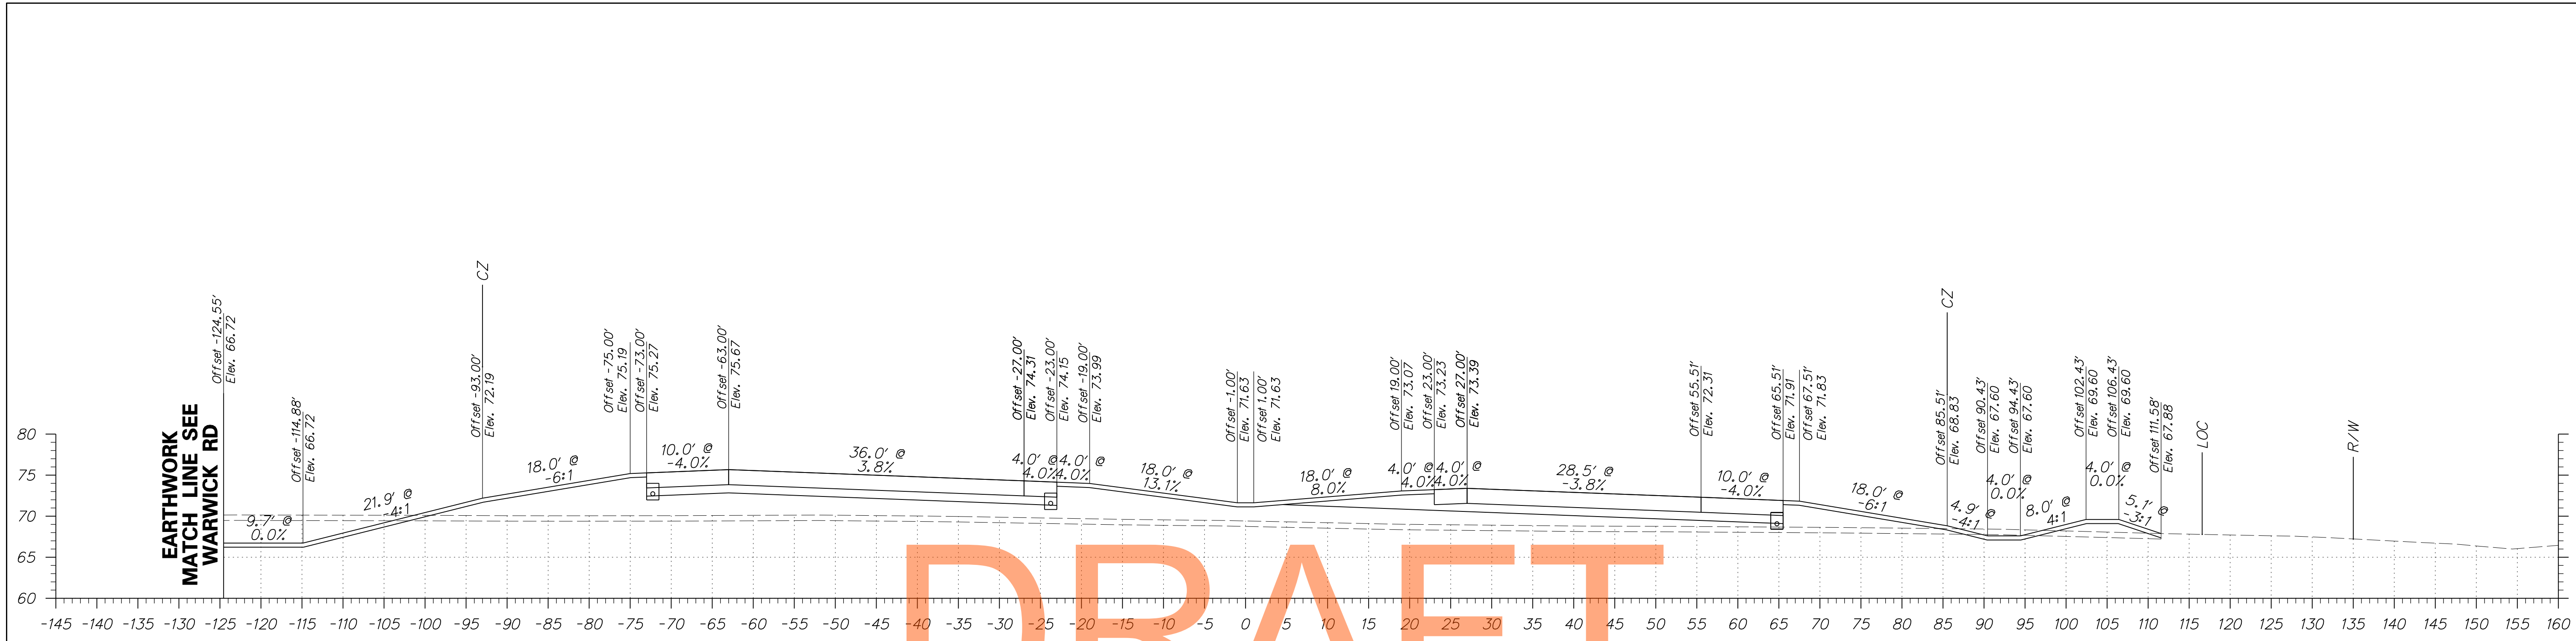 Offset -124.55'
Elev. 66.72
Offset -114.88'
Elev. 66.72
CZ
Offset -93.00'
Elev. 72.19
Offset -75.00'
Elev. 75.19
Offset -73.00'
Elev. 75.27
Offset -63.00'
Elev. 75.67
Offset -27.00'
Elev. 74.31
Offset -23.00'
Elev. 74.15
Offset -19.00'
Elev. 73.99
Offset -1.00'
Elev. 71.63
Offset 1.00'
Elev. 71.63
Offset 19.00'
Elev. 73.07
Offset 23.00'
Elev. 73.23
Offset 27.00'
Elev. 73.39
Offset 55.51'
Elev. 72.31
Offset 65.51'
Elev. 71.91
Offset 67.51'
Elev. 71.83
CZ
Offset 85.51'
Elev. 68.83
Offset 90.43'
Elev. 67.60
Offset 94.43'
Elev. 67.60
Offset 102.43'
Elev. 69.60
Offset 106.43'
Elev. 69.60
Offset 111.58'
Elev. 67.88
LOC
R/W
EARTHWORK
MATCH LINE SEE
WARWICK RD
9.7' @
0.0%
21.9' @
-4:1
18.0' @
-6:1
10.0' @
-4.0%
36.0' @
3.8%
4.0' @
4.0%
4.0' @
4.0%
18.0' @
13.1%
18.0' @
8.0%
4.0' @
4.0%
4.0' @
4.0%
28.5' @
-3.8%
10.0' @
-4.0%
18.0' @
-6:1
4.9' @
-4:1
4.0' @
0.0%
8.0' @
4:1
4.0' @
0.0%
5.1' @
-3:1
80
75
70
65
60
DRAFT
-145 -140 -135 -130 -125 -120 -115 -110 -105 -100 -95 -90 -85 -80 -75 -70 -65 -60 -55 -50 -45 -40 -35 -30 -25 -20 -15 -10 -5 0 5 10 15 20 25 30 35 40 45 50 55 60 65 70 75 80 85 90 95 100 105 110 115 120 125 130 135 140 145 150 155 160